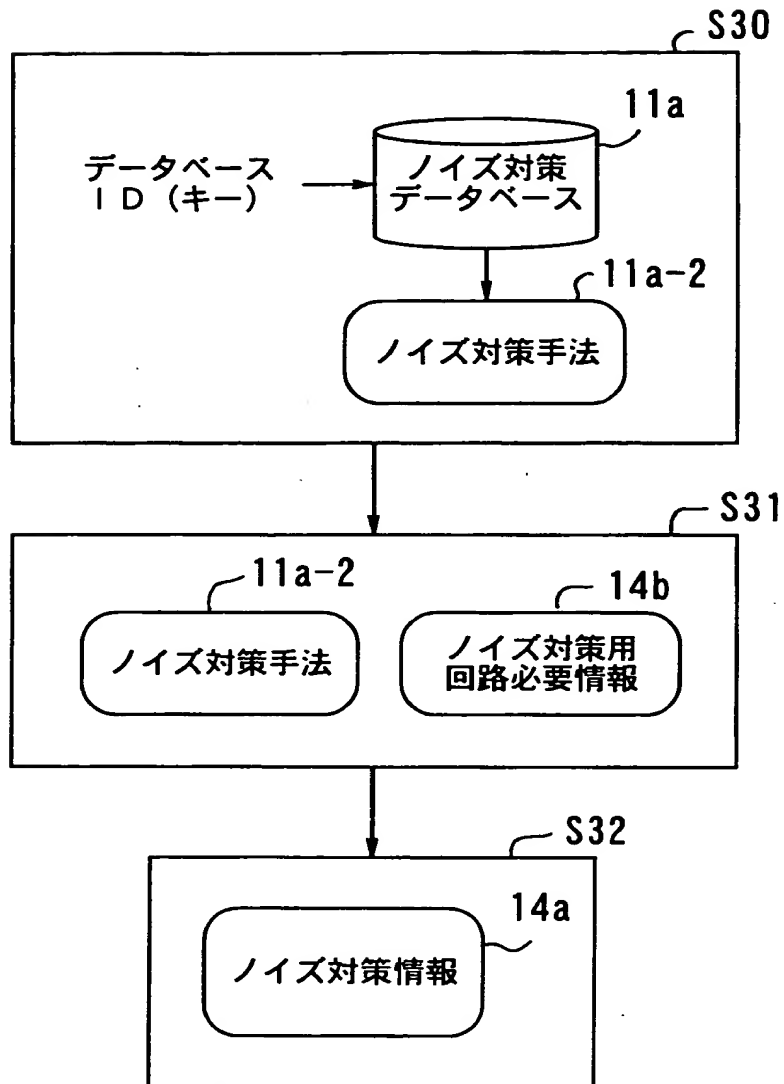 S30
11a
データベース
ID（キー）
ノイズ対策
データベース
11a-2
ノイズ対策手法
S31
11a-2
14b
ノイズ対策手法
ノイズ対策用
回路必要情報
S32
14a
ノイズ対策情報